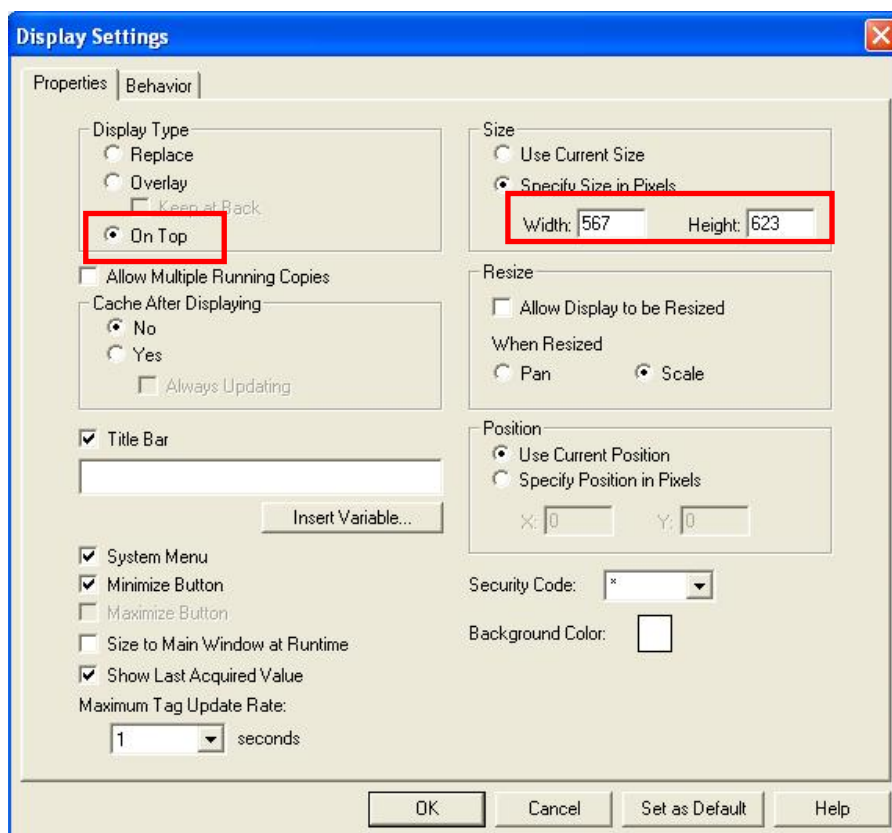 Display Settings
Properties
Behavior
Display Type
Replace
Overlay
Keep at Back
On Top
Allow Multiple Running Copies
Cache After Displaying
No
Yes
Always Updating
Title Bar
Insert Variable...
System Menu
Minimize Button
Maximize Button
Size to Main Window at Runtime
Show Last Acquired Value
Maximum Tag Update Rate:
1 seconds
Size
Use Current Size
Specify Size in Pixels
Width: 567 Height: 623
Resize
Allow Display to be Resized
When Resized
Pan Scale
Position
Use Current Position
Specify Position in Pixels
X: 0 Y: 0
Security Code: *
Background Color:
OK Cancel Set as Default Help